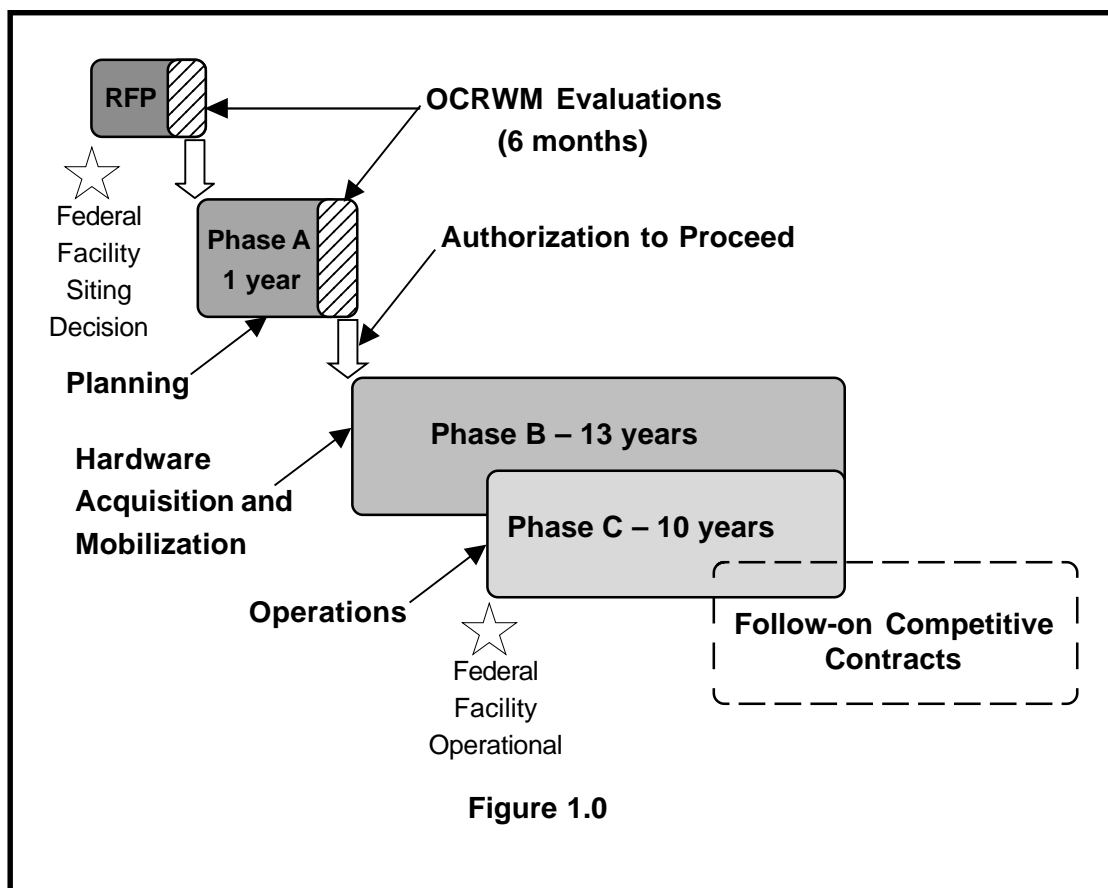 RFP
OCRWM Evaluations
(6 months)
Federal
Facility
Siting
Decision
Phase A
1 year
Authorization to Proceed
Planning
Phase B – 13 years
Hardware
Acquisition and
Mobilization
Phase C – 10 years
Operations
Follow-on Competitive
Contracts
Federal
Facility
Operational
Figure 1.0